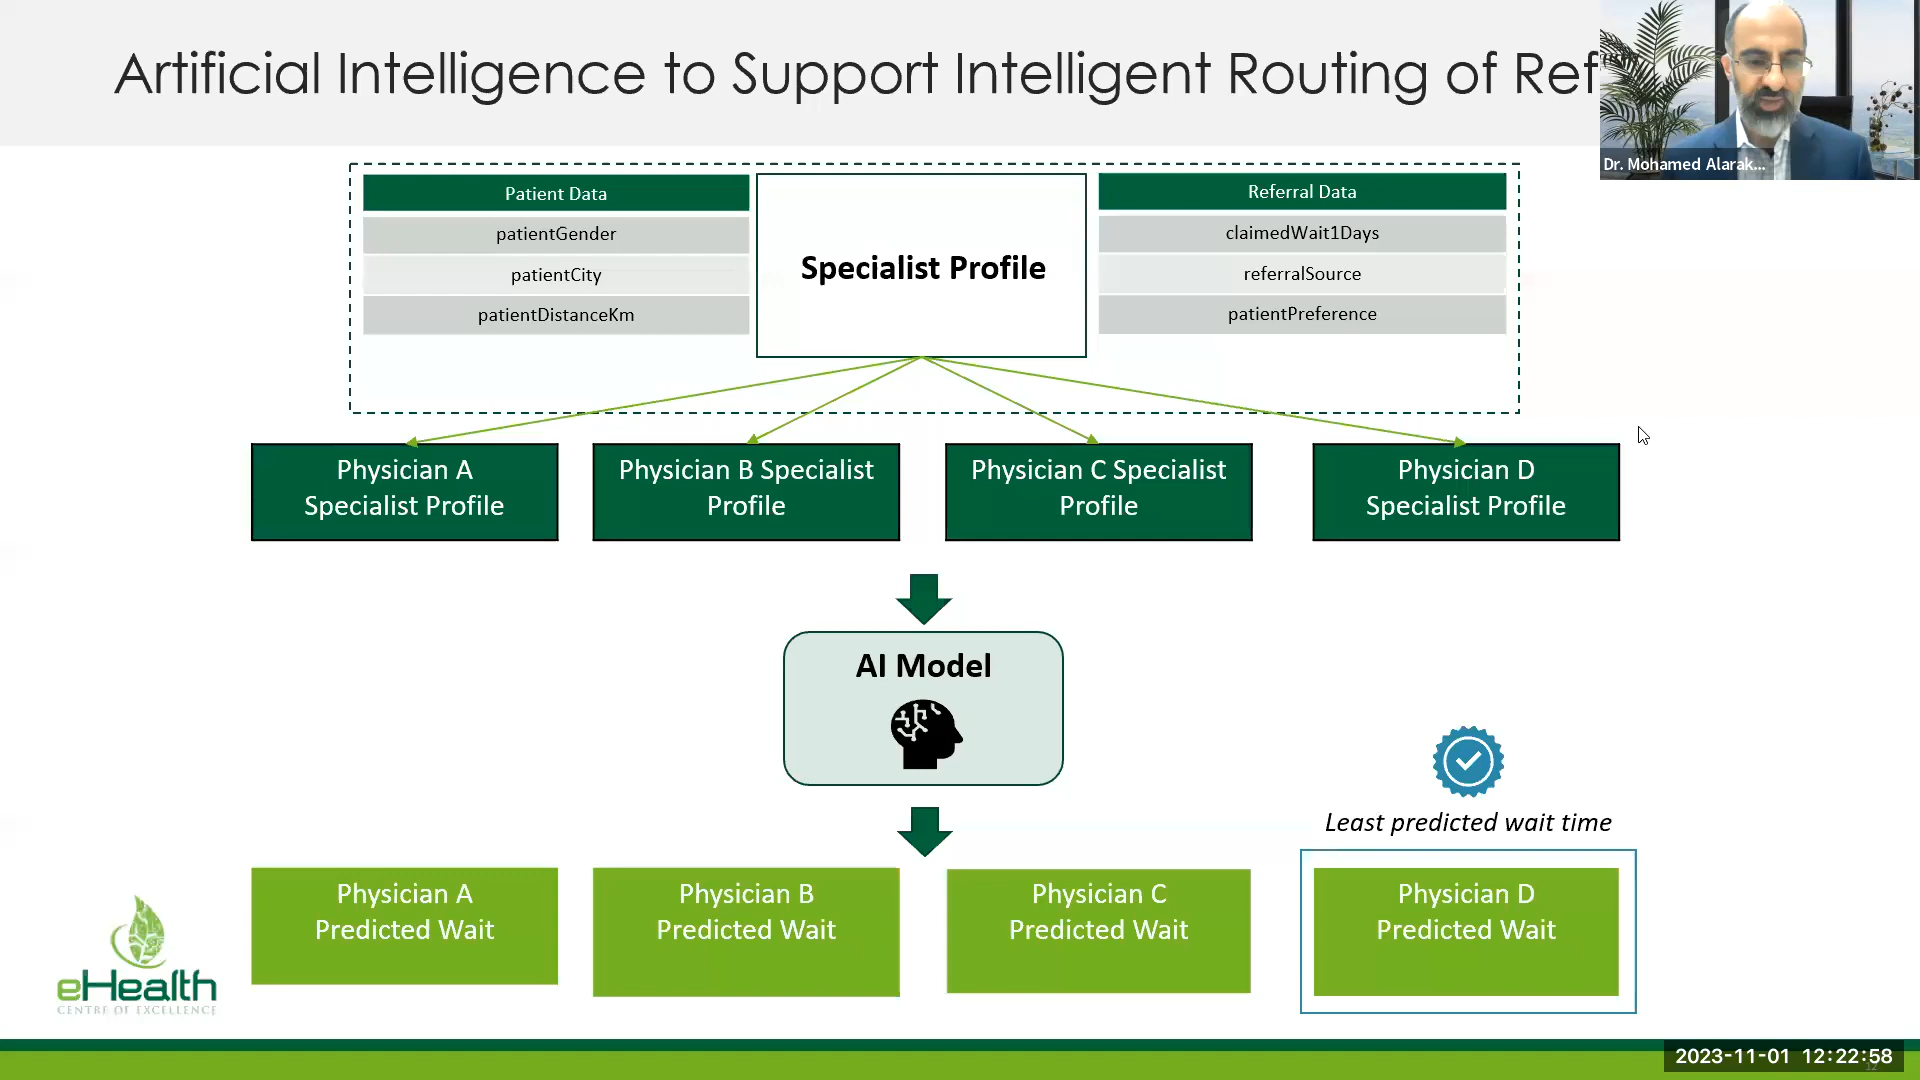 Artificial Intelligence to Support Intelligent Routing of Ref
Dr. Mohamed Alarak...
Patient Data
patientGender
patientCity
patientDistanceKm
Specialist Profile
Referral Data
claimedWait1Days
referralSource
patientPreference
Physician A
Specialist Profile
Physician B Specialist
Profile
Physician C Specialist
Profile
Physician D
Specialist Profile
AI Model
Least predicted wait time
Physician A
Predicted Wait
Physician B
Predicted Wait
Physician C
Predicted Wait
Physician D
Predicted Wait
eHealth
CENTRE OF EXCELLENCE
2023-11-01 12:22:58
12